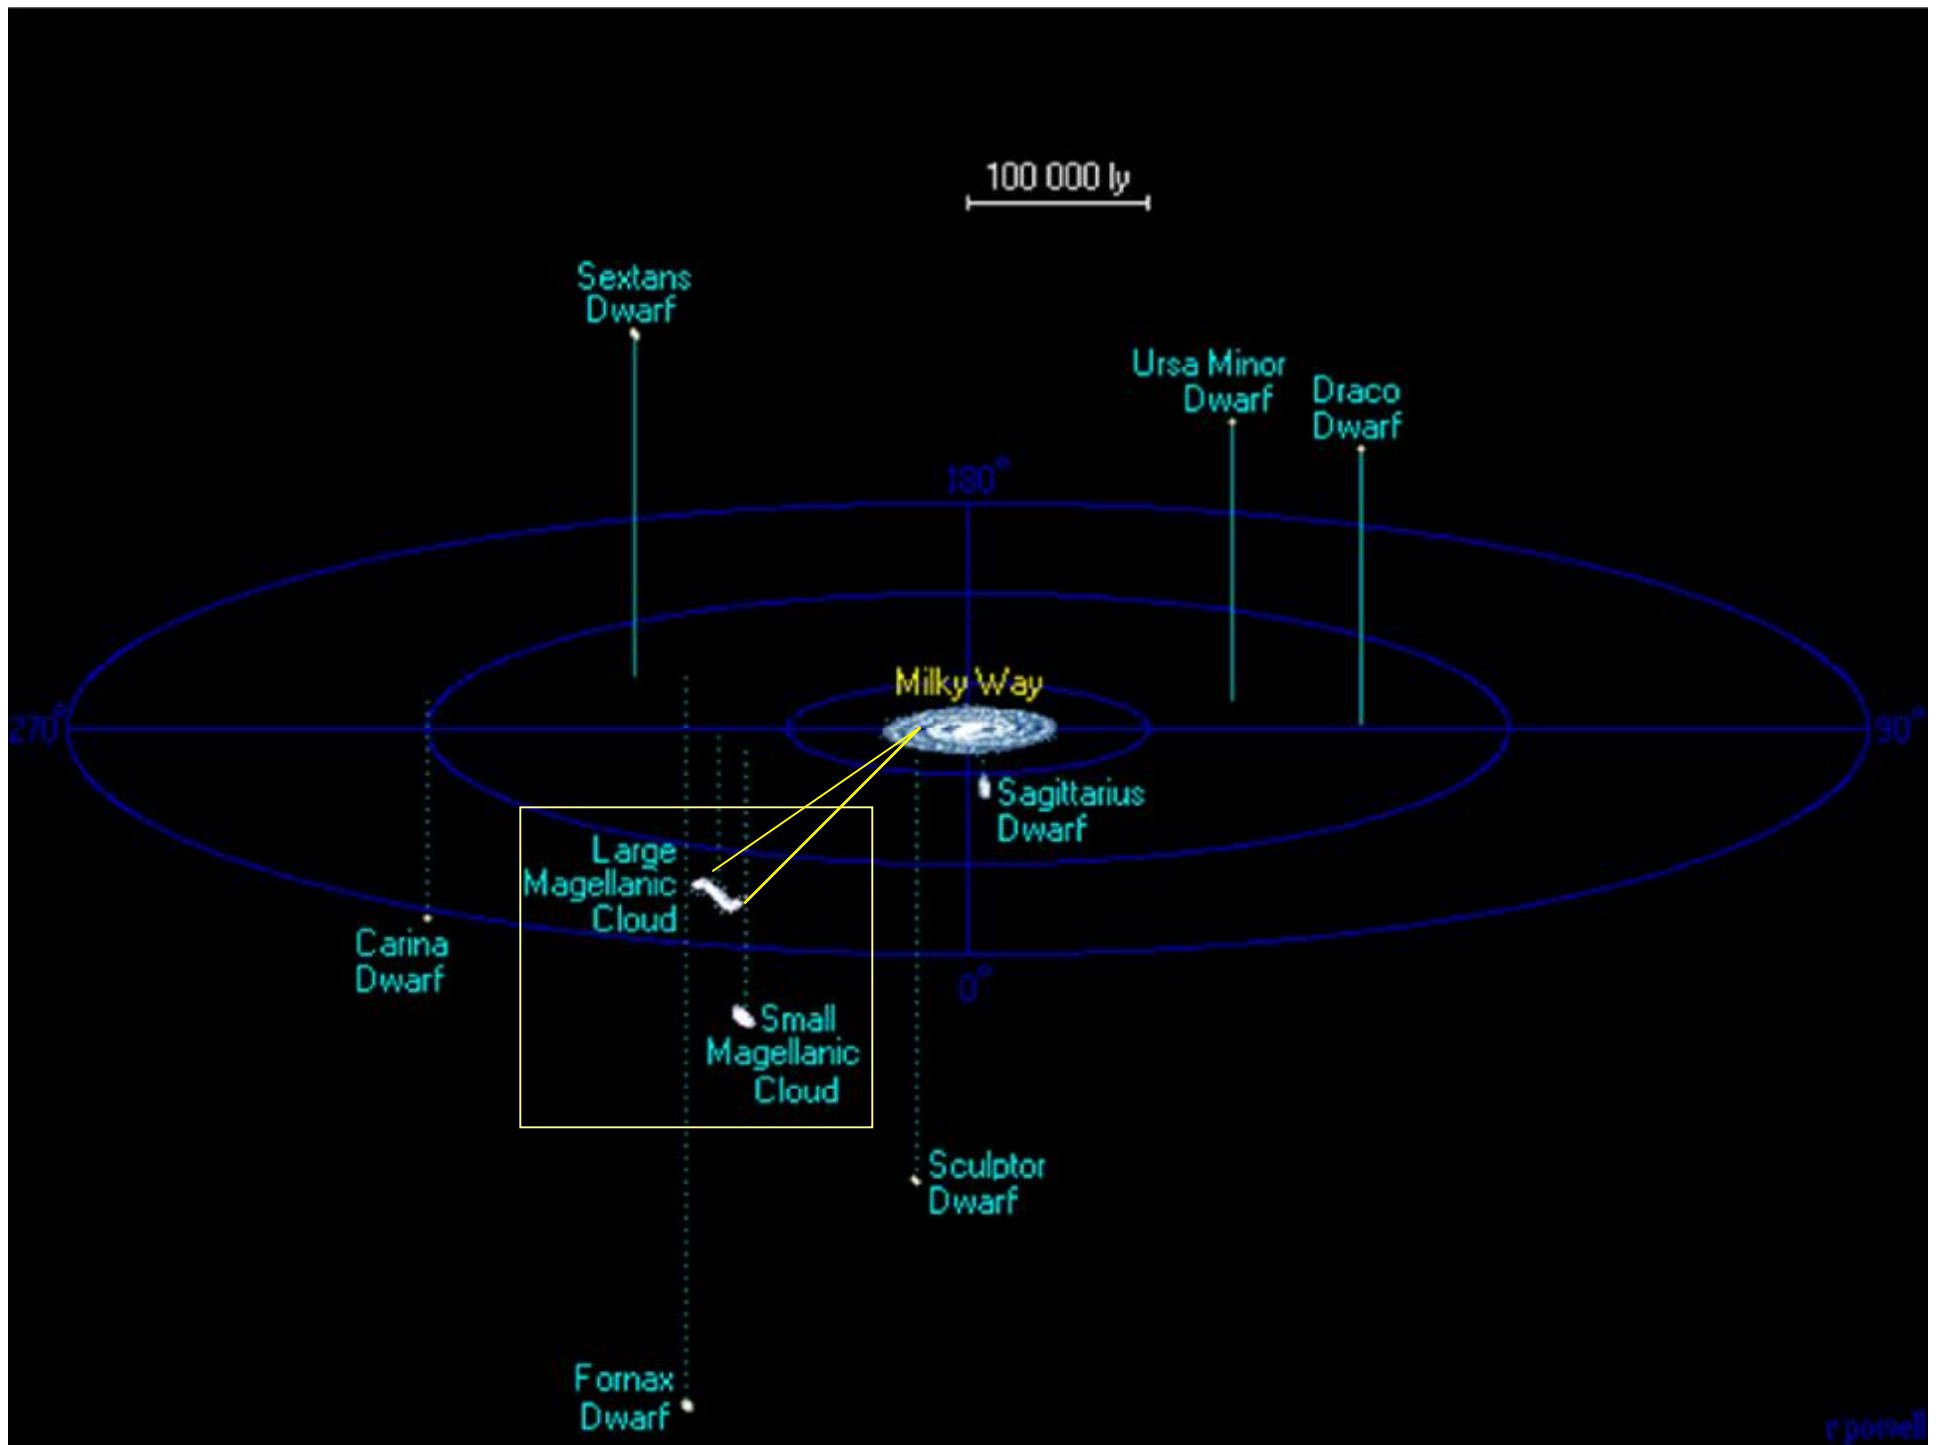 100 000 ly
Sextans
Dwarf
Ursa Minor
Dwarf
Draco
Dwarf
180°
Milky Way
270°
90°
Sagittarius
Dwarf
Large
Magellanic
Cloud
Carina
Dwarf
0°
Small
Magellanic
Cloud
Sculptor
Dwarf
Fornax
Dwarf
r powell